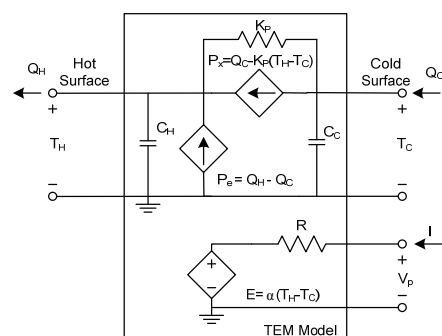 K_P
Q_H Hot Surface
P_x=Q_C-K_P(T_H-T_C)
Cold Surface
+ +
C_H
C_C
T_H
T_C
− −
P_e = Q_H - Q_C
R
I
+
+
V_P
−
E=α(T_H-T_C)
−
TEM Model